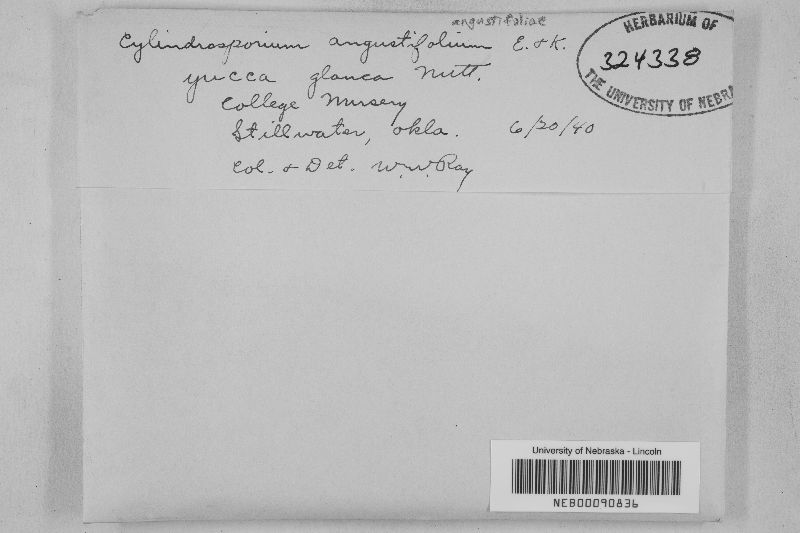 angustifoliae
Cylindrosporium angustifolium E. & K.
yucca glauca Nutt.
College Nursery
Stillwater, Okla. 6/20/40
Col. & Det. W.W. Ray
HERBARIUM OF
324338
THE UNIVERSITY OF NEBRA
University of Nebraska - Lincoln
NEB00090836